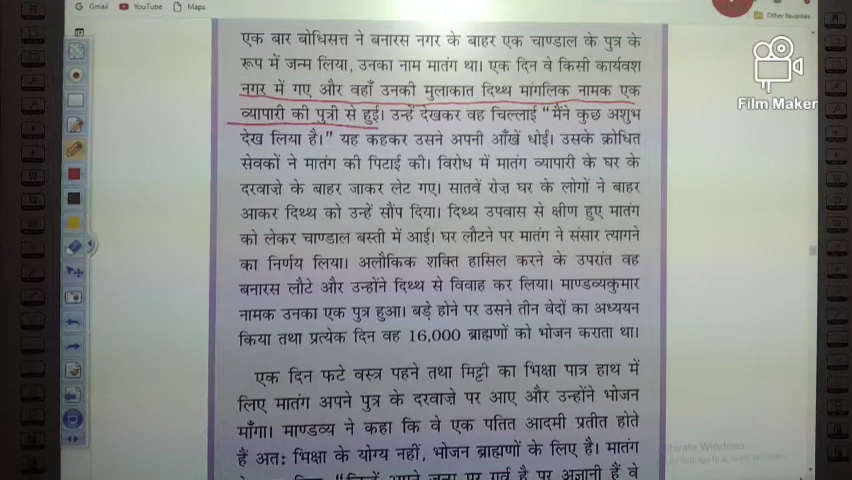 Gmail
YouTube
Maps
Other favorites
एक बार बोधिसत्त ने बनारस नगर के बाहर एक चाण्डाल के पुत्र के
रूप में जन्म लिया, उनका नाम मातंग था। एक दिन वे किसी कार्यवश
नगर में गए और वहाँ उनकी मुलाकात दिथ्थ मांगलिक नामक एक
व्यापारी की पुत्री से हुई। उन्हें देखकर वह चिल्लाई “मैंने कुछ अशुभ
देख लिया है।” यह कहकर उसने अपनी आँखें धोईं। उसके क्रोधित
सेवकों ने मातंग की पिटाई की। विरोध में मातंग व्यापारी के घर के
दरवाज़े के बाहर जाकर लेट गए। सातवें रोज़ घर के लोगों ने बाहर
आकर दिथ्थ को उन्हें सौंप दिया। दिथ्थ उपवास से क्षीण हुए मातंग
को लेकर चाण्डाल बस्ती में आई। घर लौटने पर मातंग ने संसार त्यागने
का निर्णय लिया। अलौकिक शक्ति हासिल करने के उपरांत वह
बनारस लौटे और उन्होंने दिथ्थ से विवाह कर लिया। माण्डव्यकुमार
नामक उनका एक पुत्र हुआ। बड़े होने पर उसने तीन वेदों का अध्ययन
किया तथा प्रत्येक दिन वह 16,000 ब्राह्मणों को भोजन कराता था।
एक दिन फटे वस्त्र पहने तथा मिट्टी का भिक्षा पात्र हाथ में
लिए मातंग अपने पुत्र के दरवाज़े पर आए और उन्होंने भोजन
माँगा। माण्डव्य ने कहा कि वे एक पतित आदमी प्रतीत होते
हैं अत: भिक्षा के योग्य नहीं, भोजन ब्राह्मणों के लिए है। मातंग
Film Maker